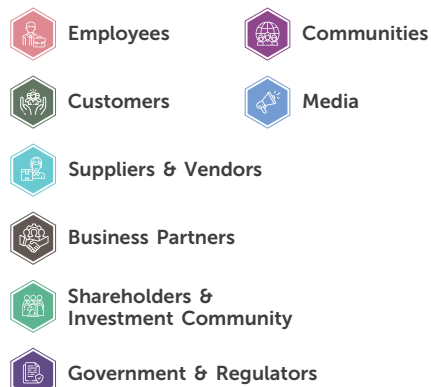 Employees
Customers
Suppliers & Vendors
Business Partners
Shareholders &
Investment Community
Government & Regulators
Communities
Media